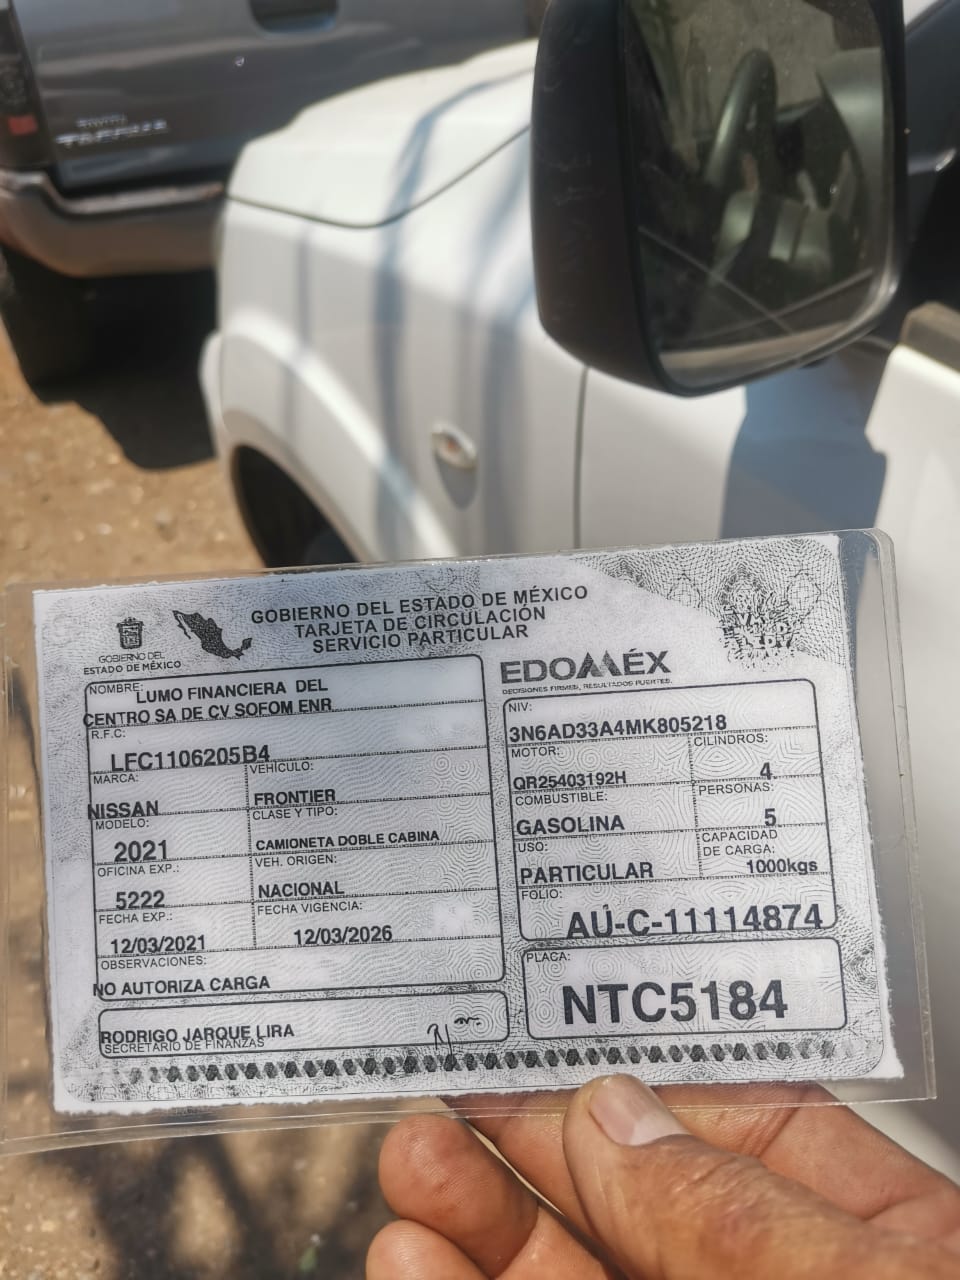 TACOMA
GOBIERNO DEL ESTADO DE MÉXICO
TARJETA DE CIRCULACIÓN
SERVICIO PARTICULAR
GOBIERNO DEL
ESTADO DE MÉXICO
EDOMÉX
DECISIONES FIRMES, RESULTADOS FUERTES.
NOMBRE: LUMO FINANCIERA DEL
CENTRO SA DE CV SOFOM ENR
R.F.C:
LFC1106205B4
MARCA:
NISSAN
VEHÍCULO:
FRONTIER
MODELO:
2021
CLASE Y TIPO:
CAMIONETA DOBLE CABINA
OFICINA EXP.:
5222
VEH. ORIGEN:
NACIONAL
FECHA EXP.:
12/03/2021
FECHA VIGENCIA:
12/03/2026
OBSERVACIONES:
NO AUTORIZA CARGA
RODRIGO JARQUE LIRA
SECRETARIO DE FINANZAS
NIV:
3N6AD33A4MK805218
MOTOR:
QR25403192H
CILINDROS:
4
COMBUSTIBLE:
GASOLINA
PERSONAS:
5
USO:
PARTICULAR
CAPACIDAD
DE CARGA:
1000kgs
FOLIO:
AU-C-11114874
PLACA:
NTC5184